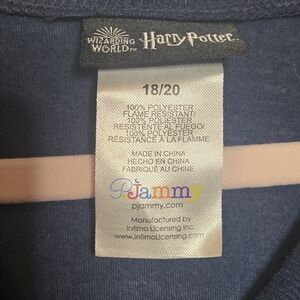 WIZARDING
WORLD™ Harry Potter
18/20
100% POLYESTER
FLAME RESISTANT/
100% POLYESTER
RESISTENTE AL FUEGO/
100% POLYESTER
RÉSISTANCE À LA FLAMME
MADE IN CHINA
HECHO EN CHINA
FABRIQUÉ EN CHINE
PJammy
pjammy.com
Manufactured by
Intimo Licensing Inc.
www.IntimoLicensing.com